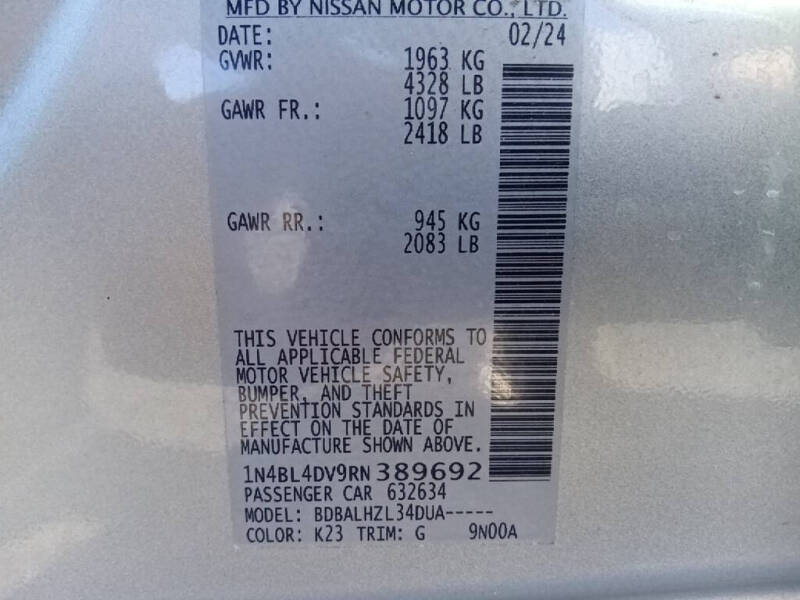 MFD BY NISSAN MOTOR CO., LTD.
DATE: 02/24
GVWR: 1963 KG
4328 LB
GAWR FR.: 1097 KG
2418 LB
GAWR RR.: 945 KG
2083 LB
THIS VEHICLE CONFORMS TO
ALL APPLICABLE FEDERAL
MOTOR VEHICLE SAFETY,
BUMPER, AND THEFT
PREVENTION STANDARDS IN
EFFECT ON THE DATE OF
MANUFACTURE SHOWN ABOVE.
1N4BL4DV9RN389692
PASSENGER CAR 632634
MODEL: BDBALHZL34DUA-----
COLOR: K23 TRIM: G 9N00A